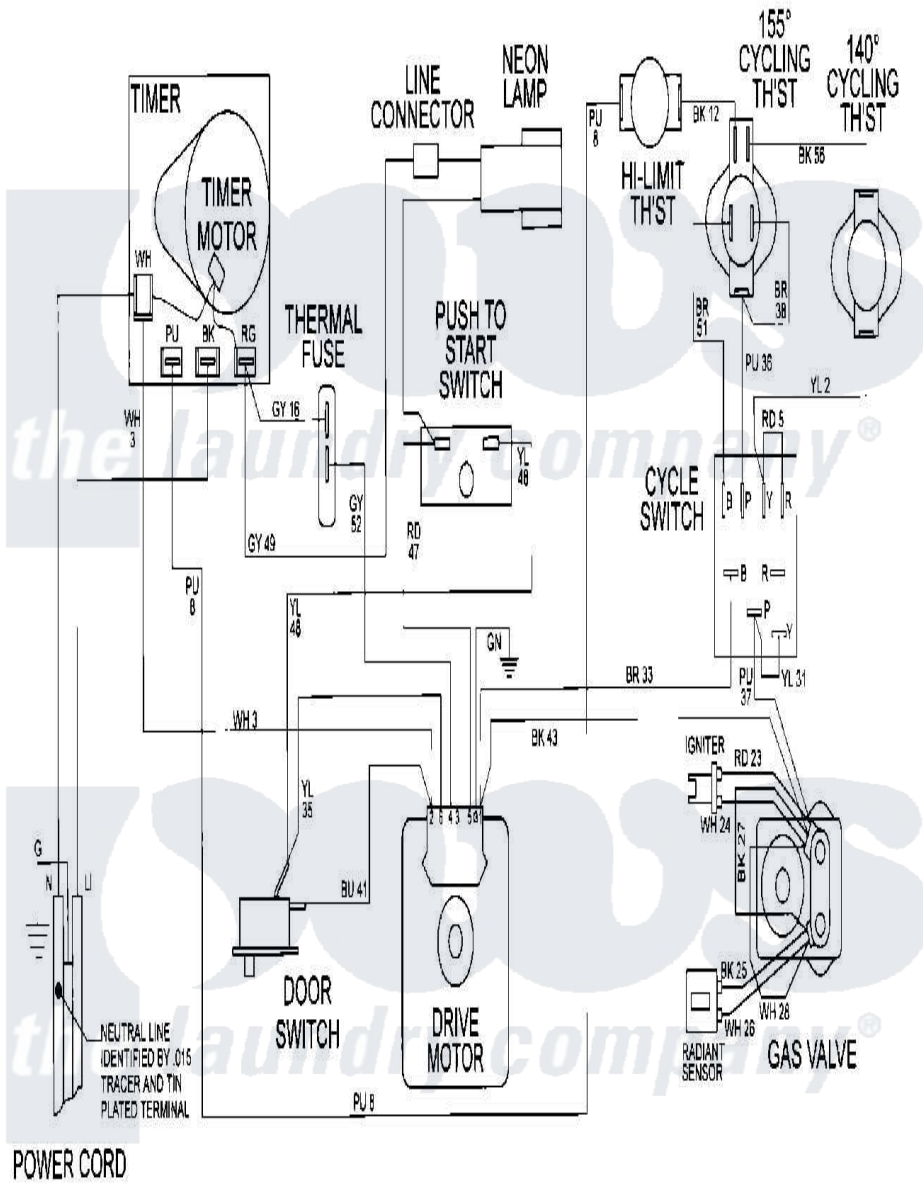 155°
CYCLING
TH'ST
140°
CYCLING
TH'ST
NEON
LAMP
LINE
CONNECTOR
TIMER
TIMER
MOTOR
PU
8
BK 12
BK 56
HI-LIMIT
TH'ST
WH
PU
BK
RG
THERMAL
FUSE
PUSH TO
START
SWITCH
BR
51
BR
38
PU 36
YL 2
RD 5
WH
3
GY 16
the laundry company®
YL
46
CYCLE
SWITCH
B
P
Y
R
GY
52
RD
47
GY 49
PU
8
YL
48
B
R
P
Y
GN
BR 33
PU
37
YL 31
WH 3
BK 43
IGNITER
RD 23
YL
35
2
6
4
3
5
WH 24
BK 27
G
N
BU 41
BK 25
WH 26
WH 28
DOOR
SWITCH
DRIVE
MOTOR
RADIANT
SENSOR
GAS VALVE
the laundry company®
NEUTRAL LINE
IDENTIFIED BY .015
TRACER AND TIN
PLATED TERMINAL
PU 8
POWER CORD